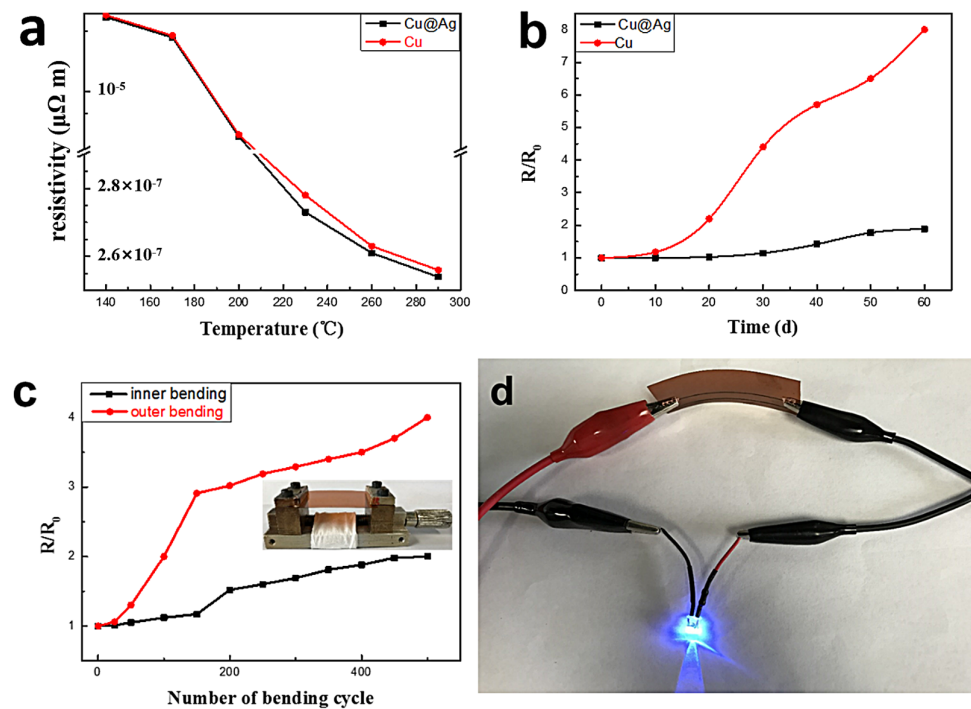 a
Cu@Ag
Cu
resistivity (μΩ m)
10-5
2.8×10-7
2.6×10-7
140 160 180 200 220 240 260 280 300
Temperature (℃)
b
Cu@Ag
Cu
R/R0
8
7
6
5
4
3
2
1
0
0 10 20 30 40 50 60
Time (d)
c
inner bending
outer bending
R/R0
4
3
2
1
0 200 400
Number of bending cycle
d